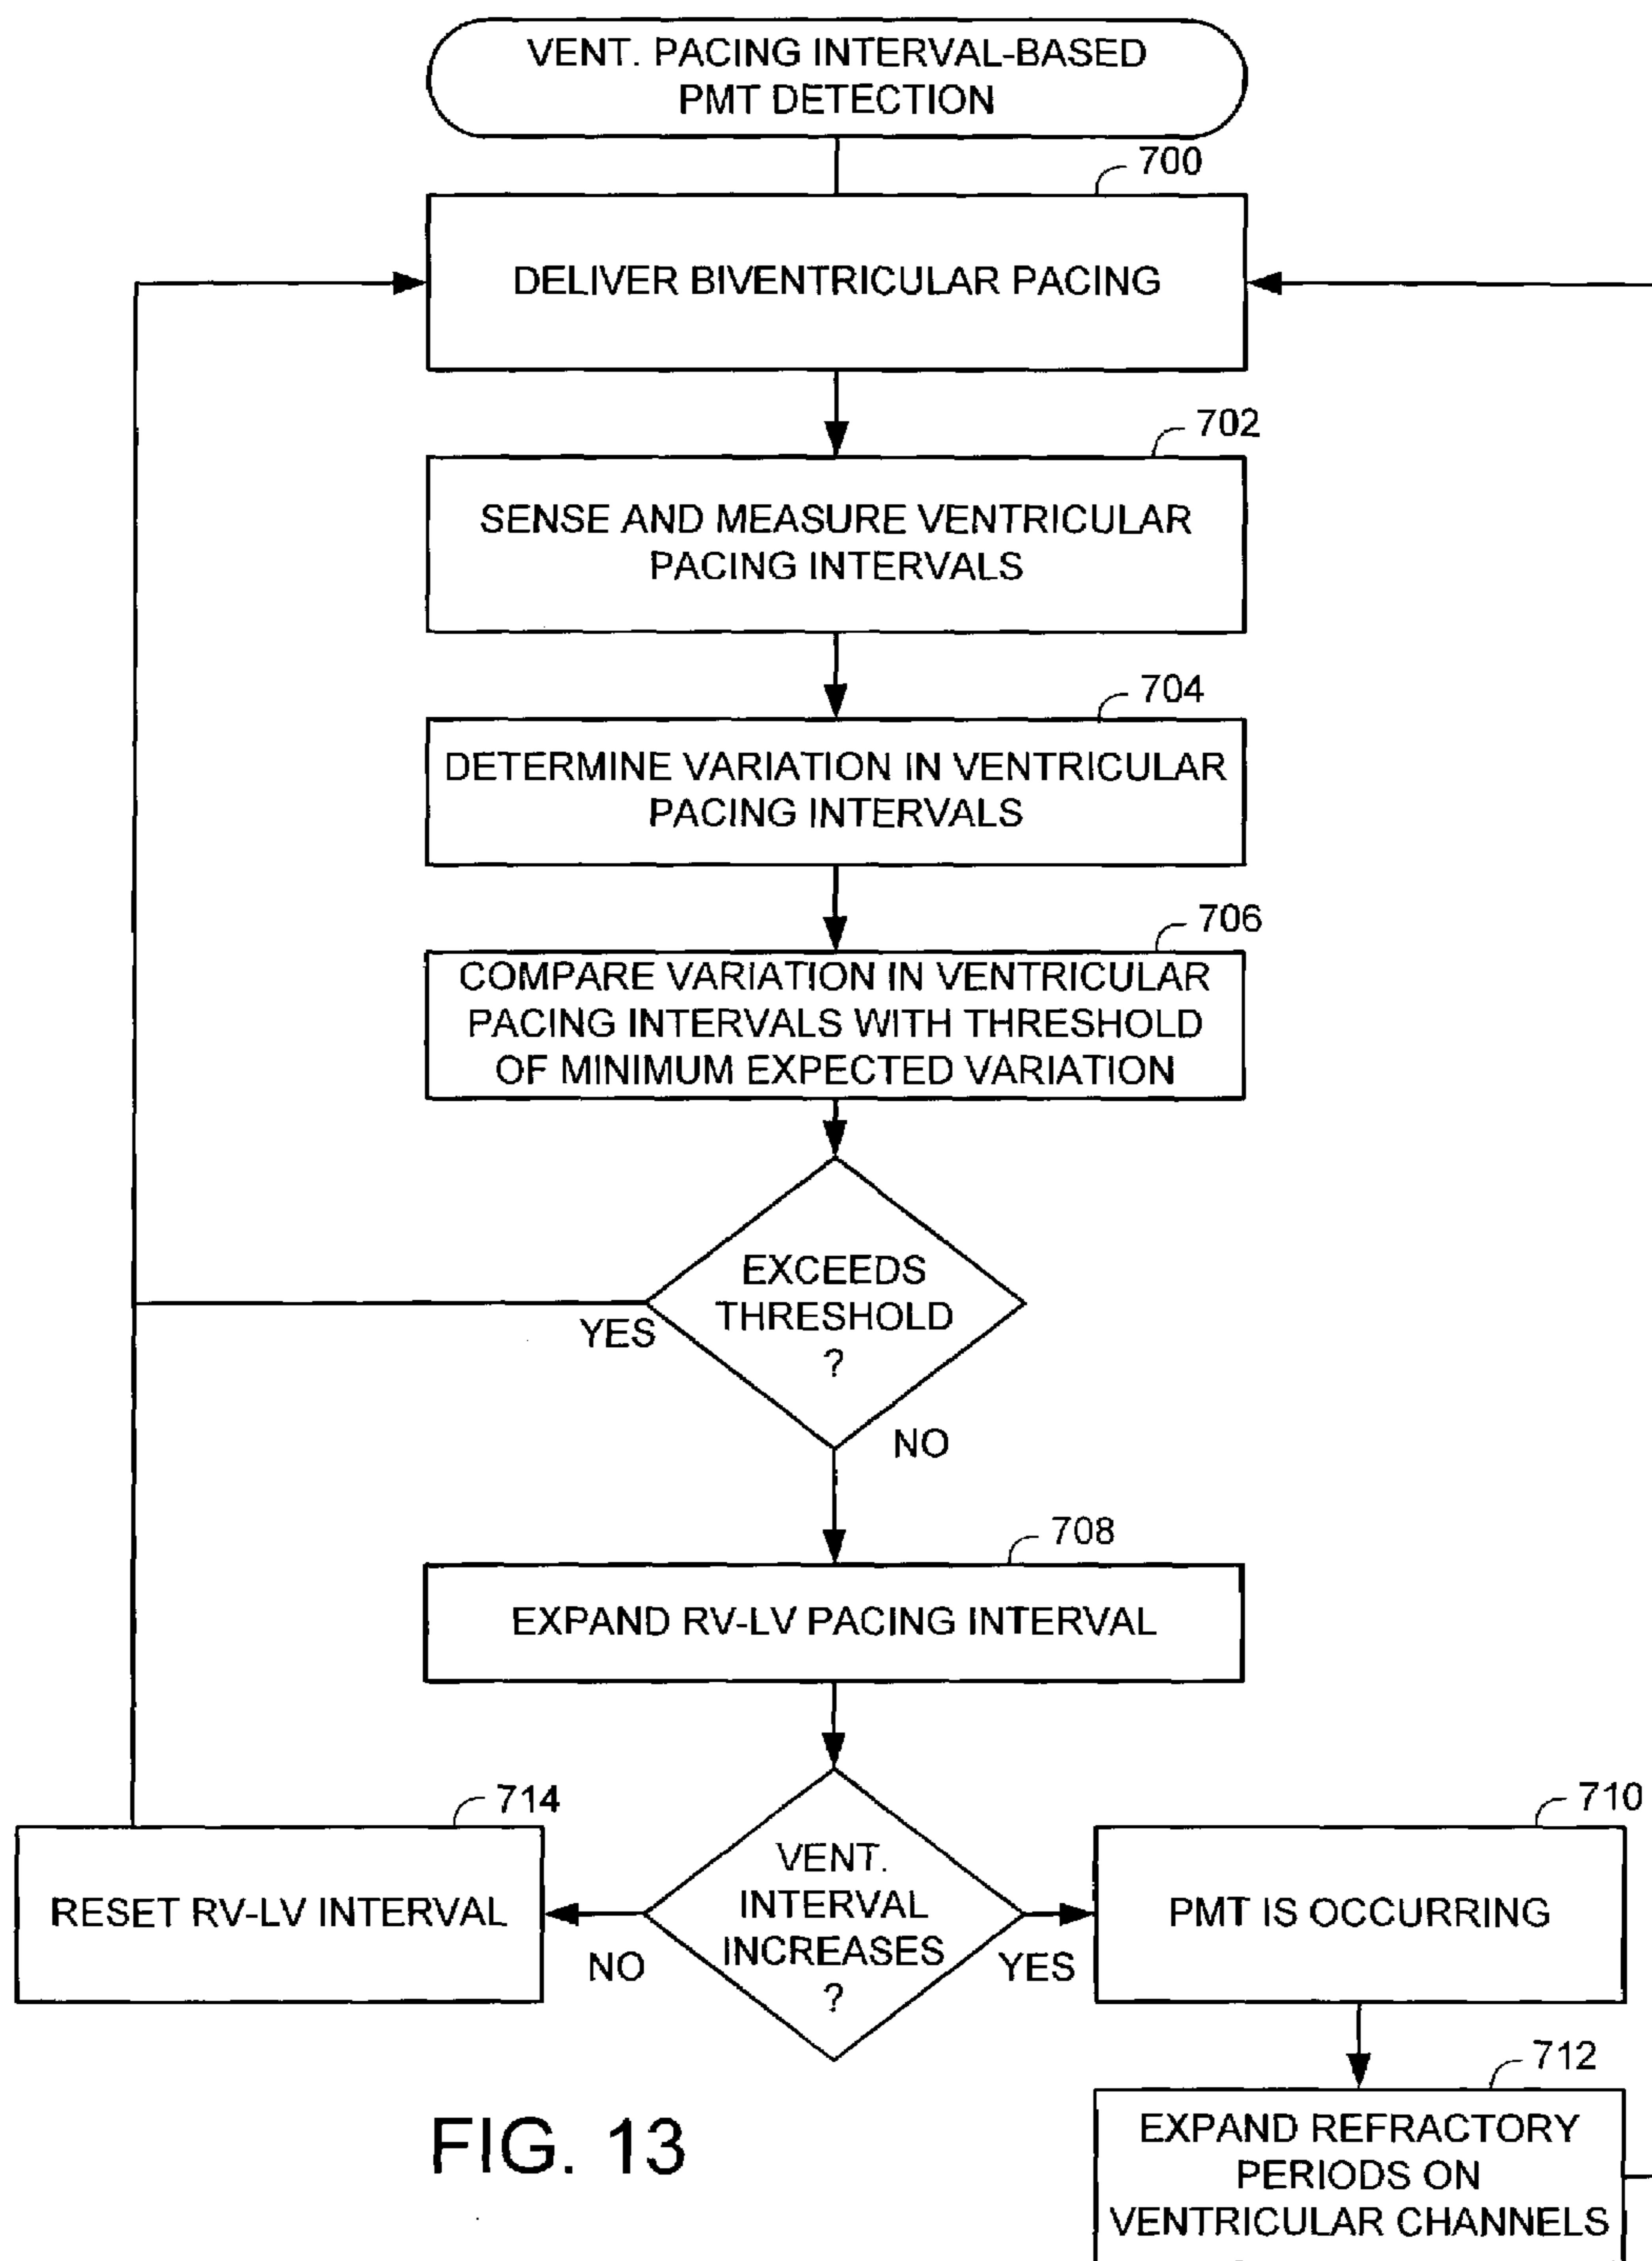 VENT. PACING INTERVAL-BASED
PMT DETECTION
700
DELIVER BIVENTRICULAR PACING
702
SENSE AND MEASURE VENTRICULAR
PACING INTERVALS
704
DETERMINE VARIATION IN VENTRICULAR
PACING INTERVALS
706
COMPARE VARIATION IN VENTRICULAR
PACING INTERVALS WITH THRESHOLD
OF MINIMUM EXPECTED VARIATION
EXCEEDS
THRESHOLD
?
YES
NO
708
EXPAND RV-LV PACING INTERVAL
714
RESET RV-LV INTERVAL
VENT.
INTERVAL
INCREASES
?
NO
YES
710
PMT IS OCCURRING
712
EXPAND REFRACTORY
PERIODS ON
VENTRICULAR CHANNELS
FIG. 13